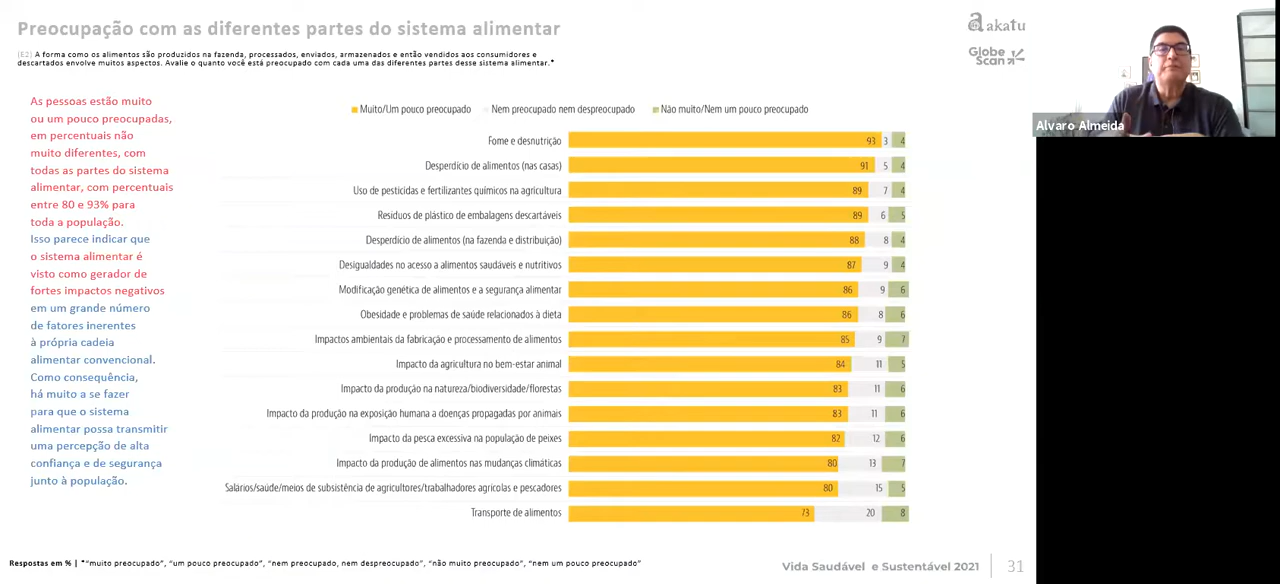 Preocupação com as diferentes partes do sistema alimentar
[E2] A forma como os alimentos são produzidos na fazenda, processados, enviados, armazenados e então vendidos aos consumidores e
descartados envolve muitos aspectos. Avalie o quanto você está preocupado com cada uma das diferentes partes desse sistema alimentar.*
akatu
Globe
Scan
Alvaro Almeida
As pessoas estão muito
ou um pouco preocupadas,
em percentuais não
muito diferentes, com
todas as partes do sistema
alimentar, com percentuais
entre 80 e 93% para
toda a população.
Isso parece indicar que
o sistema alimentar é
visto como gerador de
fortes impactos negativos
em um grande número
de fatores inerentes
à própria cadeia
alimentar convencional.
Como consequência,
há muito a se fazer
para que o sistema
alimentar possa transmitir
uma percepção de alta
confiança e de segurança
junto à população.
Muito/Um pouco preocupado Nem preocupado nem despreocupado Não muito/Nem um pouco preocupado
Fome e desnutrição 93 3 4
Desperdício de alimentos (nas casas) 91 5 4
Uso de pesticidas e fertilizantes químicos na agricultura 89 7 4
Resíduos de plástico de embalagens descartáveis 89 6 5
Desperdício de alimentos (na fazenda e distribuição) 88 8 4
Desigualdades no acesso a alimentos saudáveis e nutritivos 87 9 4
Modificação genética de alimentos e a segurança alimentar 86 9 6
Obesidade e problemas de saúde relacionados à dieta 86 8 6
Impactos ambientais da fabricação e processamento de alimentos 85 9 7
Impacto da agricultura no bem-estar animal 84 11 5
Impacto da produção na natureza/biodiversidade/florestas 83 11 6
Impacto da produção na exposição humana a doenças propagadas por animais 83 11 6
Impacto da pesca excessiva na população de peixes 82 12 6
Impacto da produção de alimentos nas mudanças climáticas 80 13 7
Salários/saúde/meios de subsistência de agricultores/trabalhadores agrícolas e pescadores 80 15 5
Transporte de alimentos 73 20 8
Respostas em % | *"muito preocupado", "um pouco preocupado", "nem preocupado, nem despreocupado", "não muito preocupado", "nem um pouco preocupado"
Vida Saudável e Sustentável 2021 31